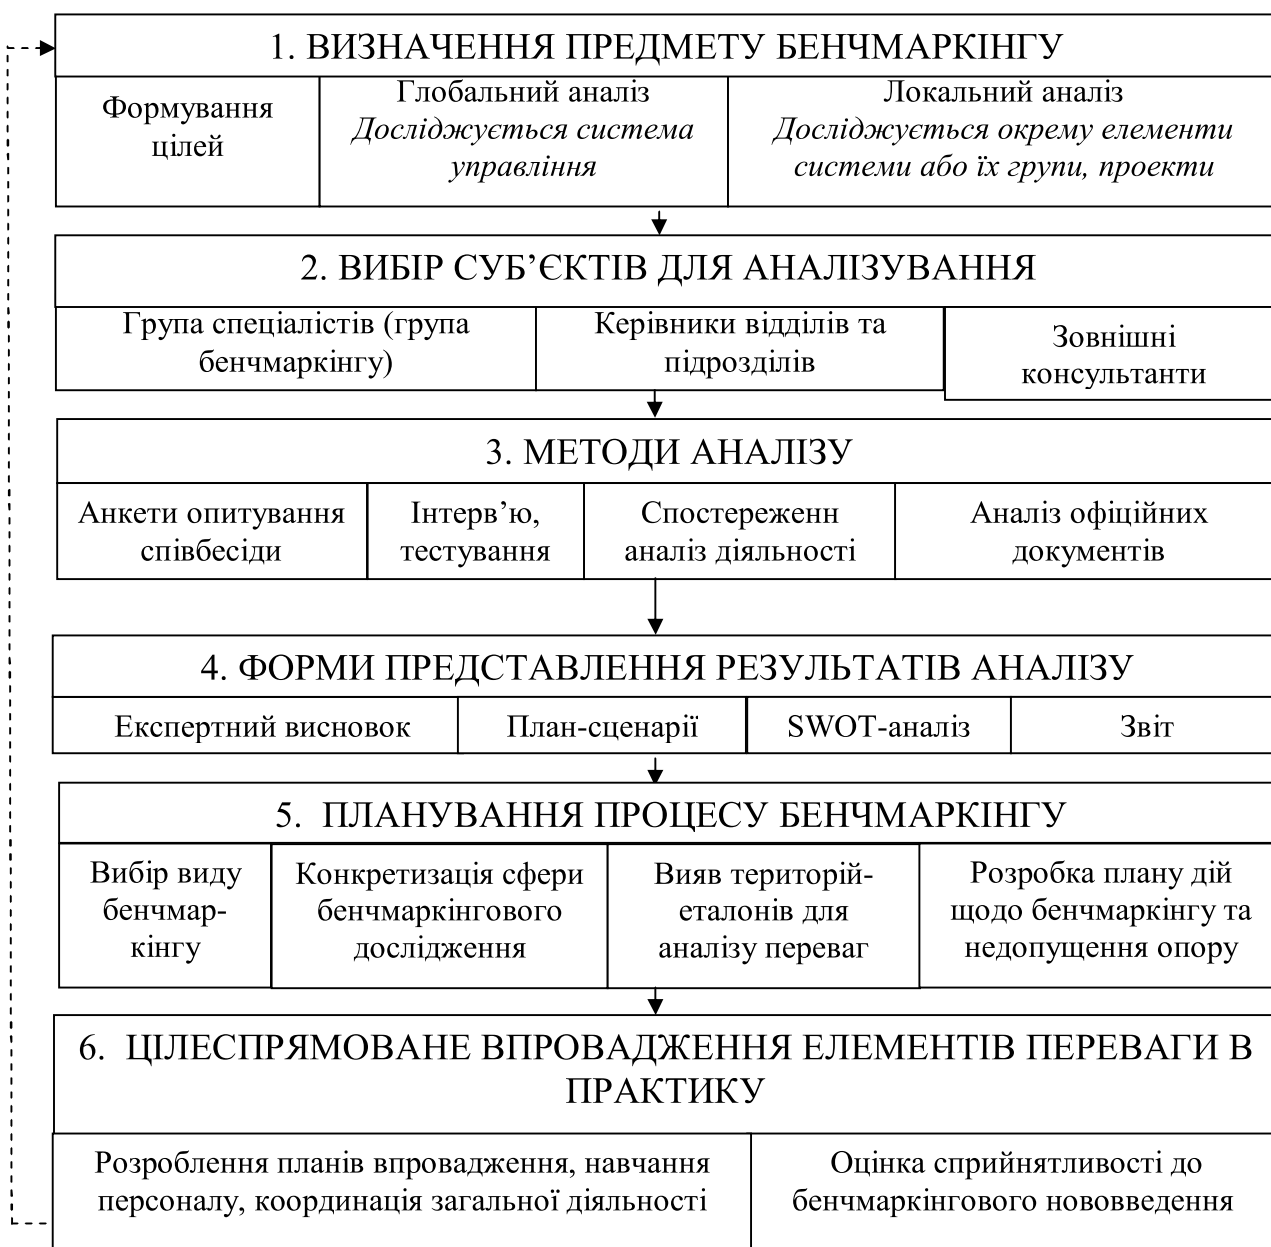 1. ВИЗНАЧЕННЯ ПРЕДМЕТУ БЕНЧМАРКІНГУ
Формування
цілей
Глобальний аналіз
Досліджується система
управління
Локальний аналіз
Досліджується окрему елементи
системи або їх групи, проекти
2. ВИБІР СУБ’ЄКТІВ ДЛЯ АНАЛІЗУВАННЯ
Група спеціалістів (група
бенчмаркінгу)
Керівники відділів та
підрозділів
Зовнішні
консультанти
3. МЕТОДИ АНАЛІЗУ
Анкети опитування
співбесіди
Інтерв’ю,
тестування
Спостереженн
аналіз діяльності
Аналіз офіційних
документів
4. ФОРМИ ПРЕДСТАВЛЕННЯ РЕЗУЛЬТАТІВ АНАЛІЗУ
Експертний висновок
План-сценарії
SWOT-аналіз
Звіт
5. ПЛАНУВАННЯ ПРОЦЕСУ БЕНЧМАРКІНГУ
Вибір виду
бенчмар-
кінгу
Конкретизація сфери
бенчмаркінгового
дослідження
Вияв територій-
еталонів для
аналізу переваг
Розробка плану дій
щодо бенчмаркінгу та
недопущення опору
6. ЦІЛЕСПРЯМОВАНЕ ВПРОВАДЖЕННЯ ЕЛЕМЕНТІВ ПЕРЕВАГИ В
ПРАКТИКУ
Розроблення планів впровадження, навчання
персоналу, координація загальної діяльності
Оцінка сприйнятливості до
бенчмаркінгового нововведення